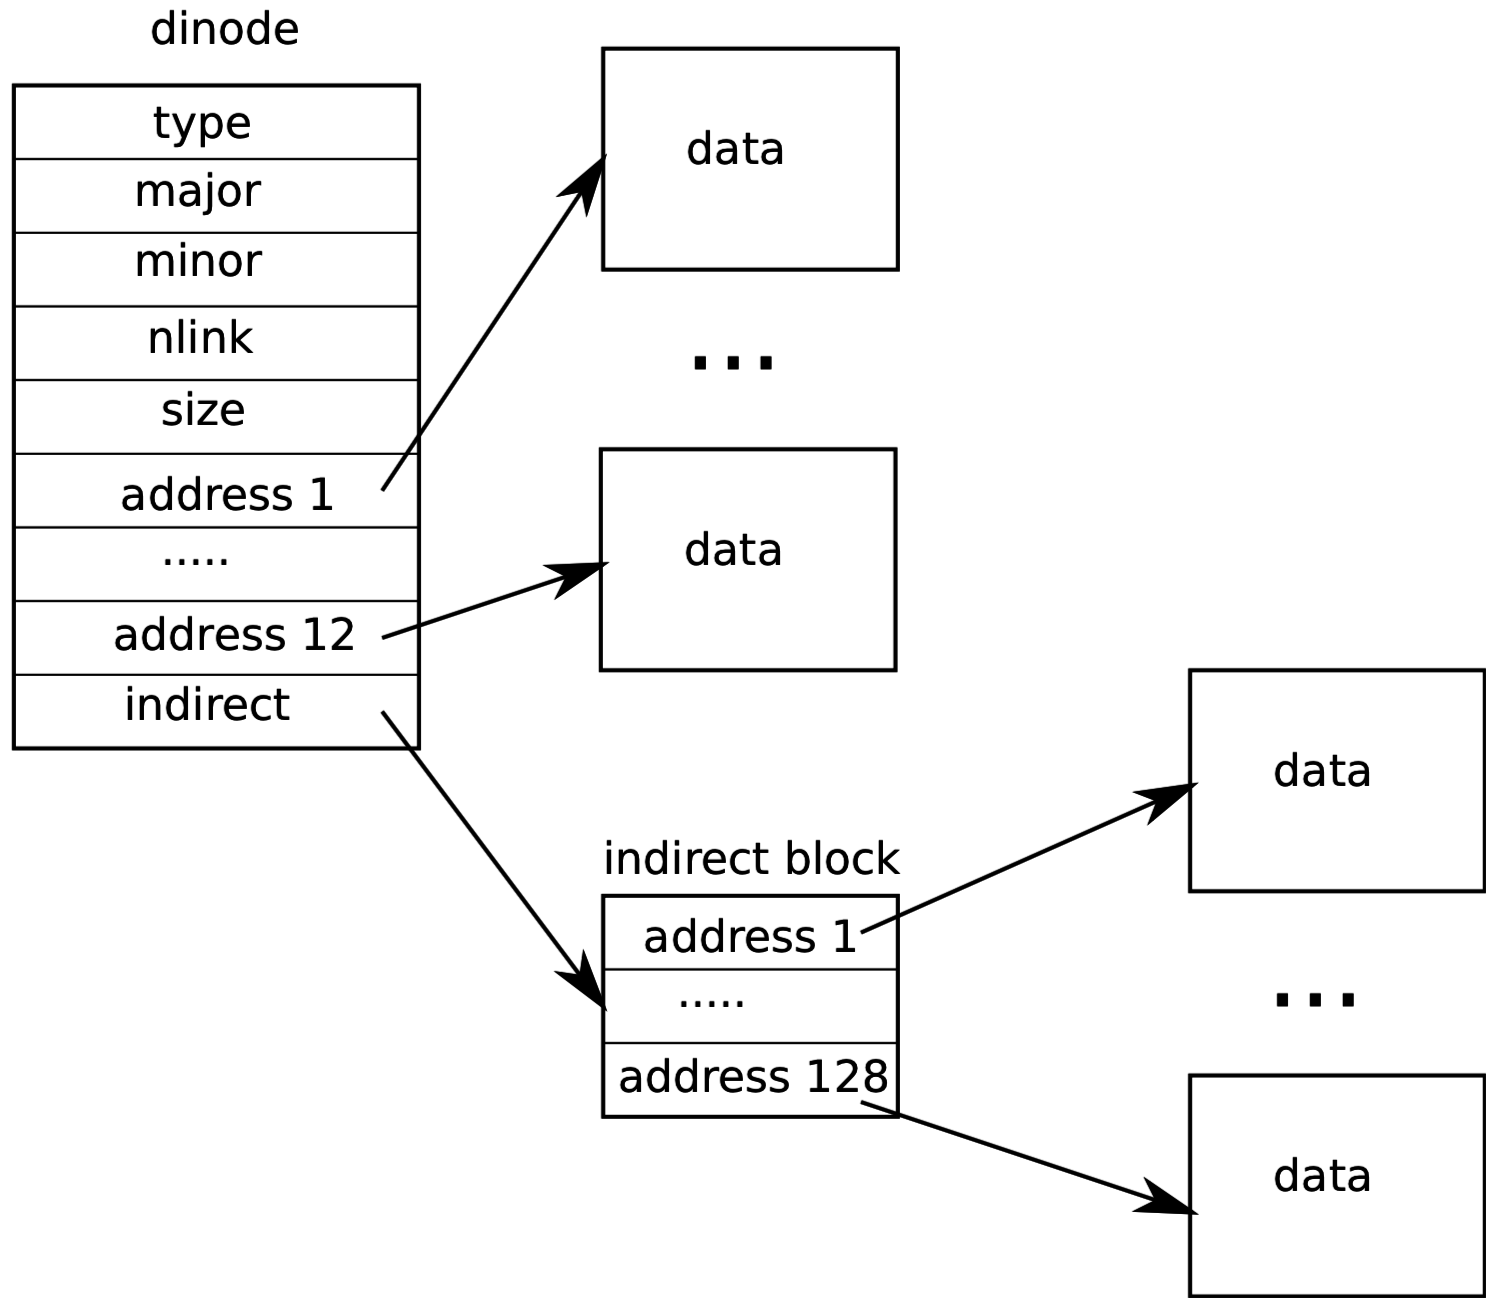 dinode
type
major
minor
nlink
size
address 1
.....
address 12
indirect
data
...
data
indirect block
address 1
.....
address 128
data
...
data